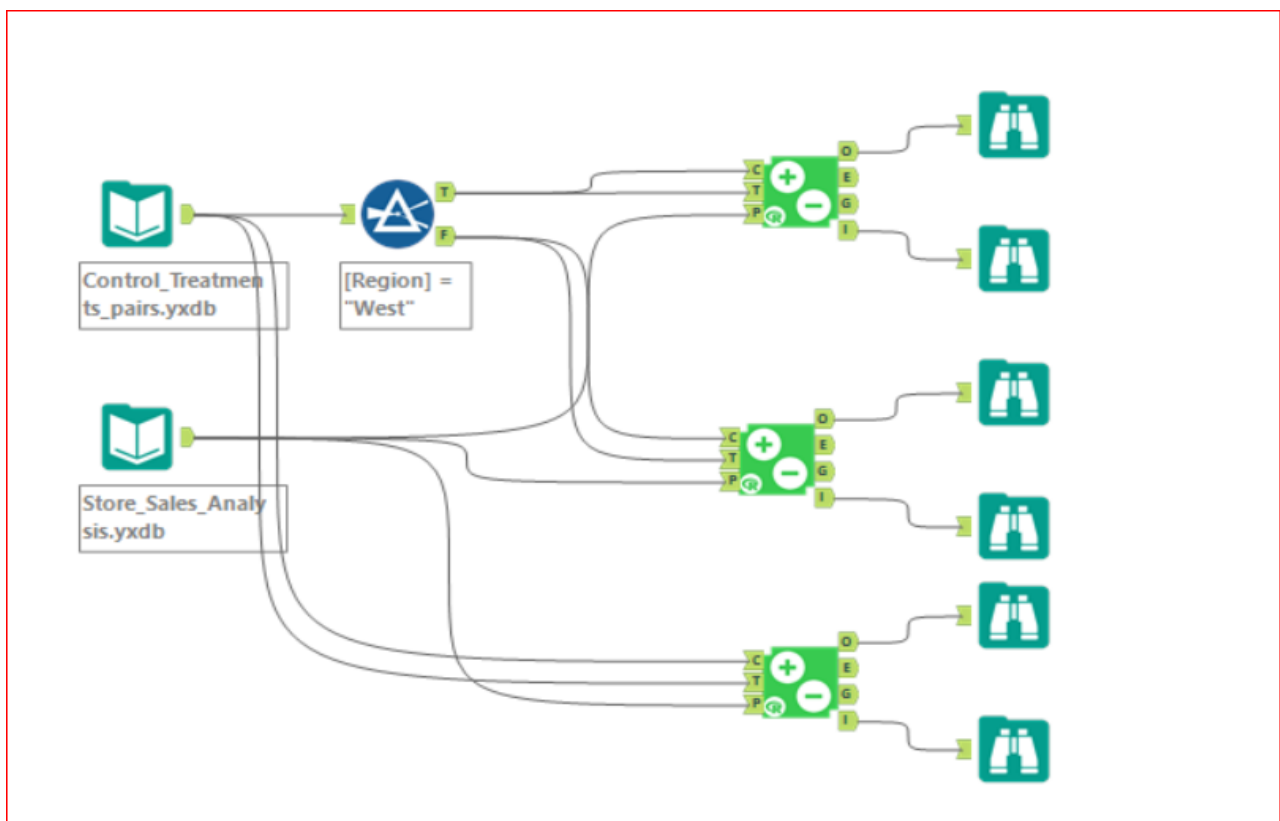 O
C
T
E
T
P
G
I
F
Control_Treatmen
ts_pairs.yxdb
[Region] =
"West"
O
C
E
T
G
P
I
Store_Sales_Analy
sis.yxdb
O
C
E
T
G
P
I